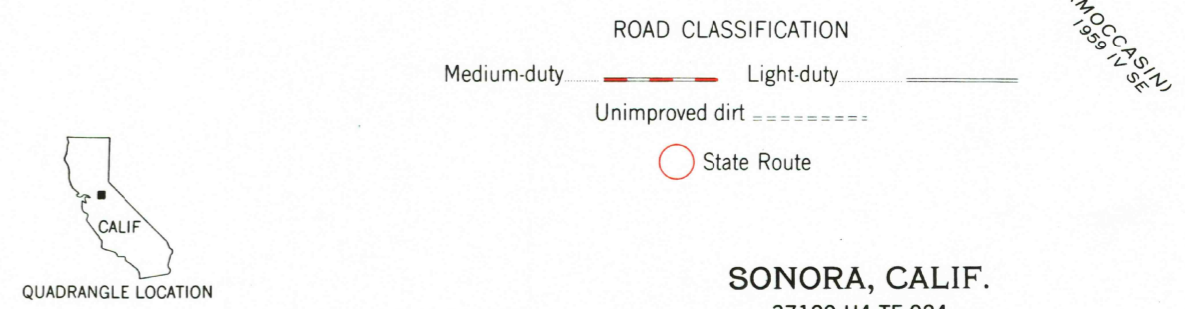 ROAD CLASSIFICATION
Medium-duty Light-duty
Unimproved dirt
State Route
(MOCCASIN)
1959 IV SE
CALIF
QUADRANGLE LOCATION
SONORA, CALIF.